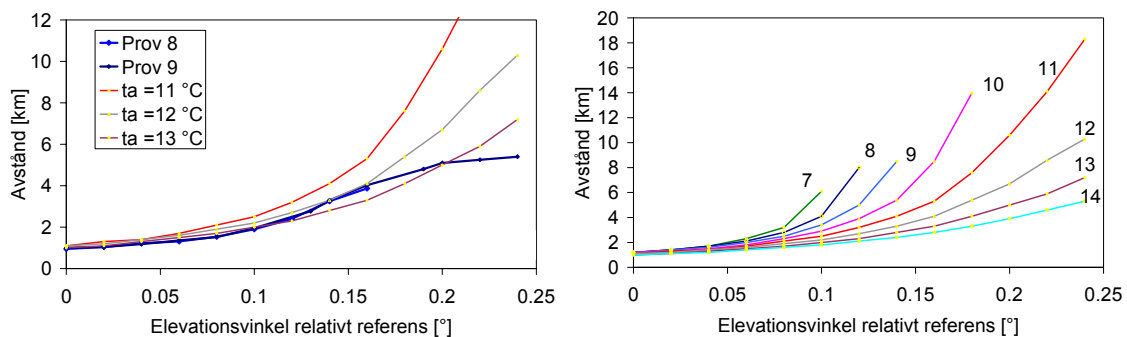 12
10
8
6
4
2
0
Avstånd [km]
Prov 8
Prov 9
ta =11 °C
ta =12 °C
ta =13 °C
0 0.05 0.1 0.15 0.2 0.25
Elevationsvinkel relativt referens [°]
20
18
16
14
12
10
8
6
4
2
0
Avstånd [km]
7
8
9
10
11
12
13
14
0 0.05 0.1 0.15 0.2 0.25
Elevationsvinkel relativt referens [°]